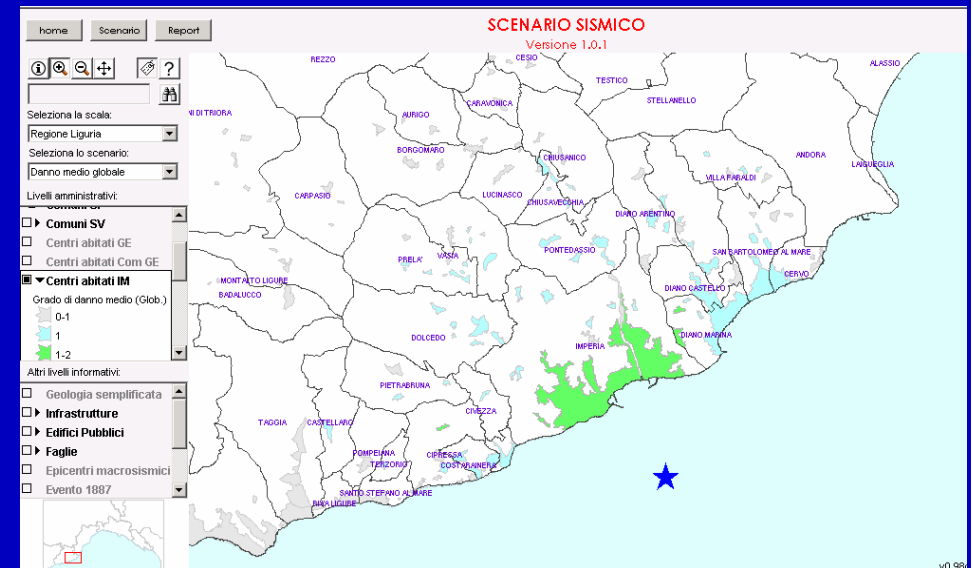 SCENARIO SISMICO
Versione 1.0.1
home Scenario Report
Seleziona la scala:
Regione Liguria
Seleziona lo scenario:
Danno medio globale
Livelli amministrativi:
Comuni SV
Centri abitati GE
Centri abitati Com GE
Centri abitati IM
Grado di danno medio (Glob.)
0-1
1
1-2
Altri livelli informativi:
Geologia semplificata
Infrastrutture
Edifici Pubblici
Faglie
Epicentri macrosismici
Evento 1887
REZZO
CESIO
ALASSIO
TESTICO
STELLANELLO
CARAVONICA
NI DI TRIORA
AURIGO
BORGOMARO
CHIUSANICO
ANDORA
LAIGUEGLIA
VILLA FARALDI
CARPASIO
LUCINASCO
CHIUSAVECCHIA
DIANO ARENTINO
PONTEDASSIO
SAN BARTOLOMEO AL MARE
VASIA
PRELA'
CERVO
MONTALTO LIGURE
DIANO CASTELLO
BADALUCCO
DOLCEDO
IMPERIA
DIANO MARINA
PIETRABRUNA
CIVEZZA
TAGGIA
CASTELLARO
POMPEIANA
CIPRESSA
TERZORIO
COSTARAINERA
SANTO STEFANO AL MARE
RIVA LIGURE